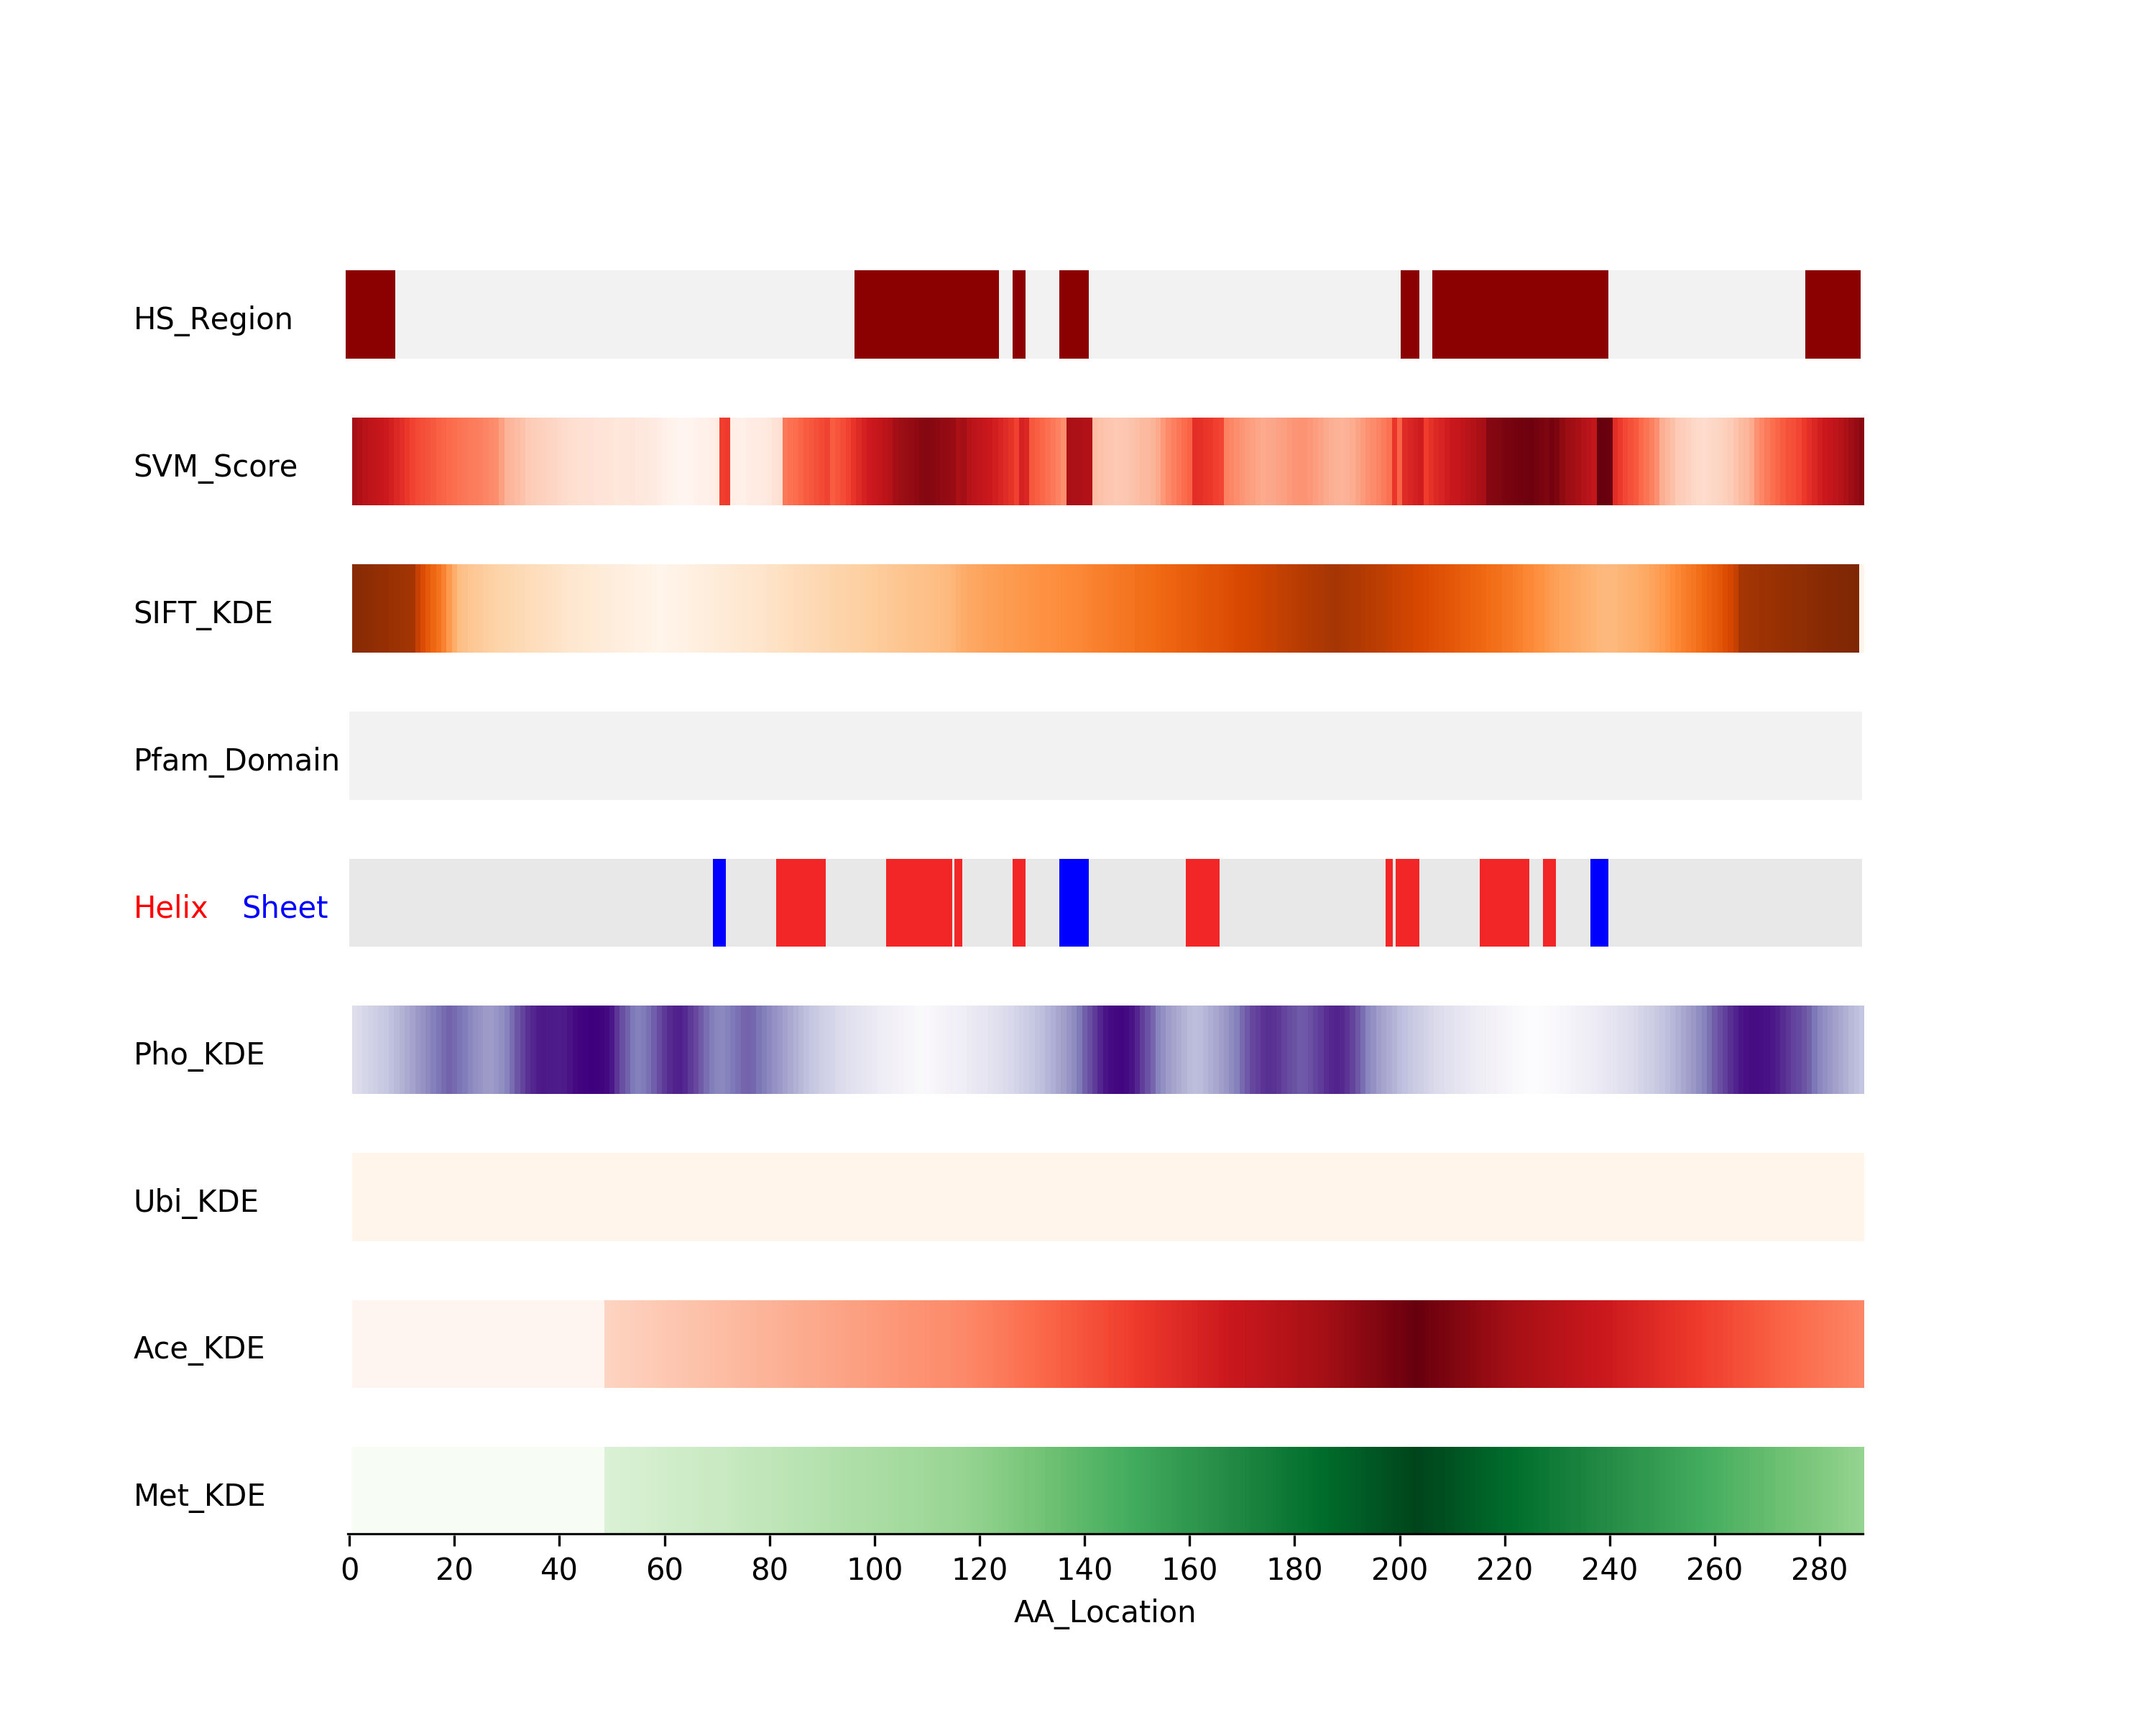 HS_Region
SVM_Score
SIFT_KDE
Pfam_Domain
Helix Sheet
Pho_KDE
Ubi_KDE
Ace_KDE
Met_KDE
0 20 40 60 80 100 120 140 160 180 200 220 240 260 280
AA_Location